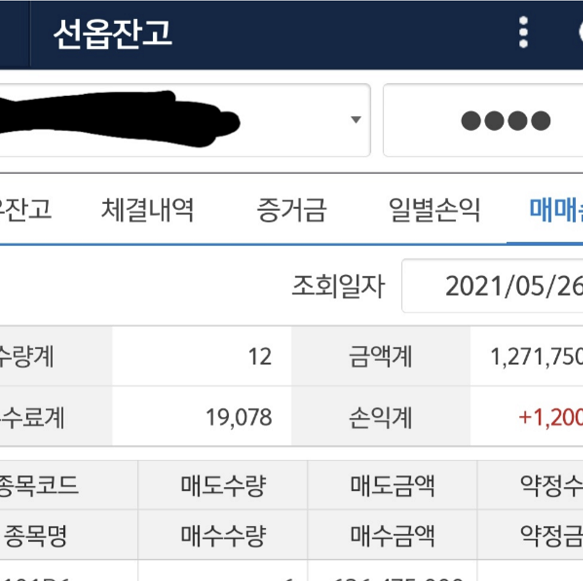 선옵잔고
잔고 체결내역 증거금 일별손익 매매
조회일자 2021/05/26
수량계 12 금액계 1,271,750
수료계 19,078 손익계 +1,200
종목코드 매도수량 매도금액 약정수
종목명 매수수량 매수금액 약정금